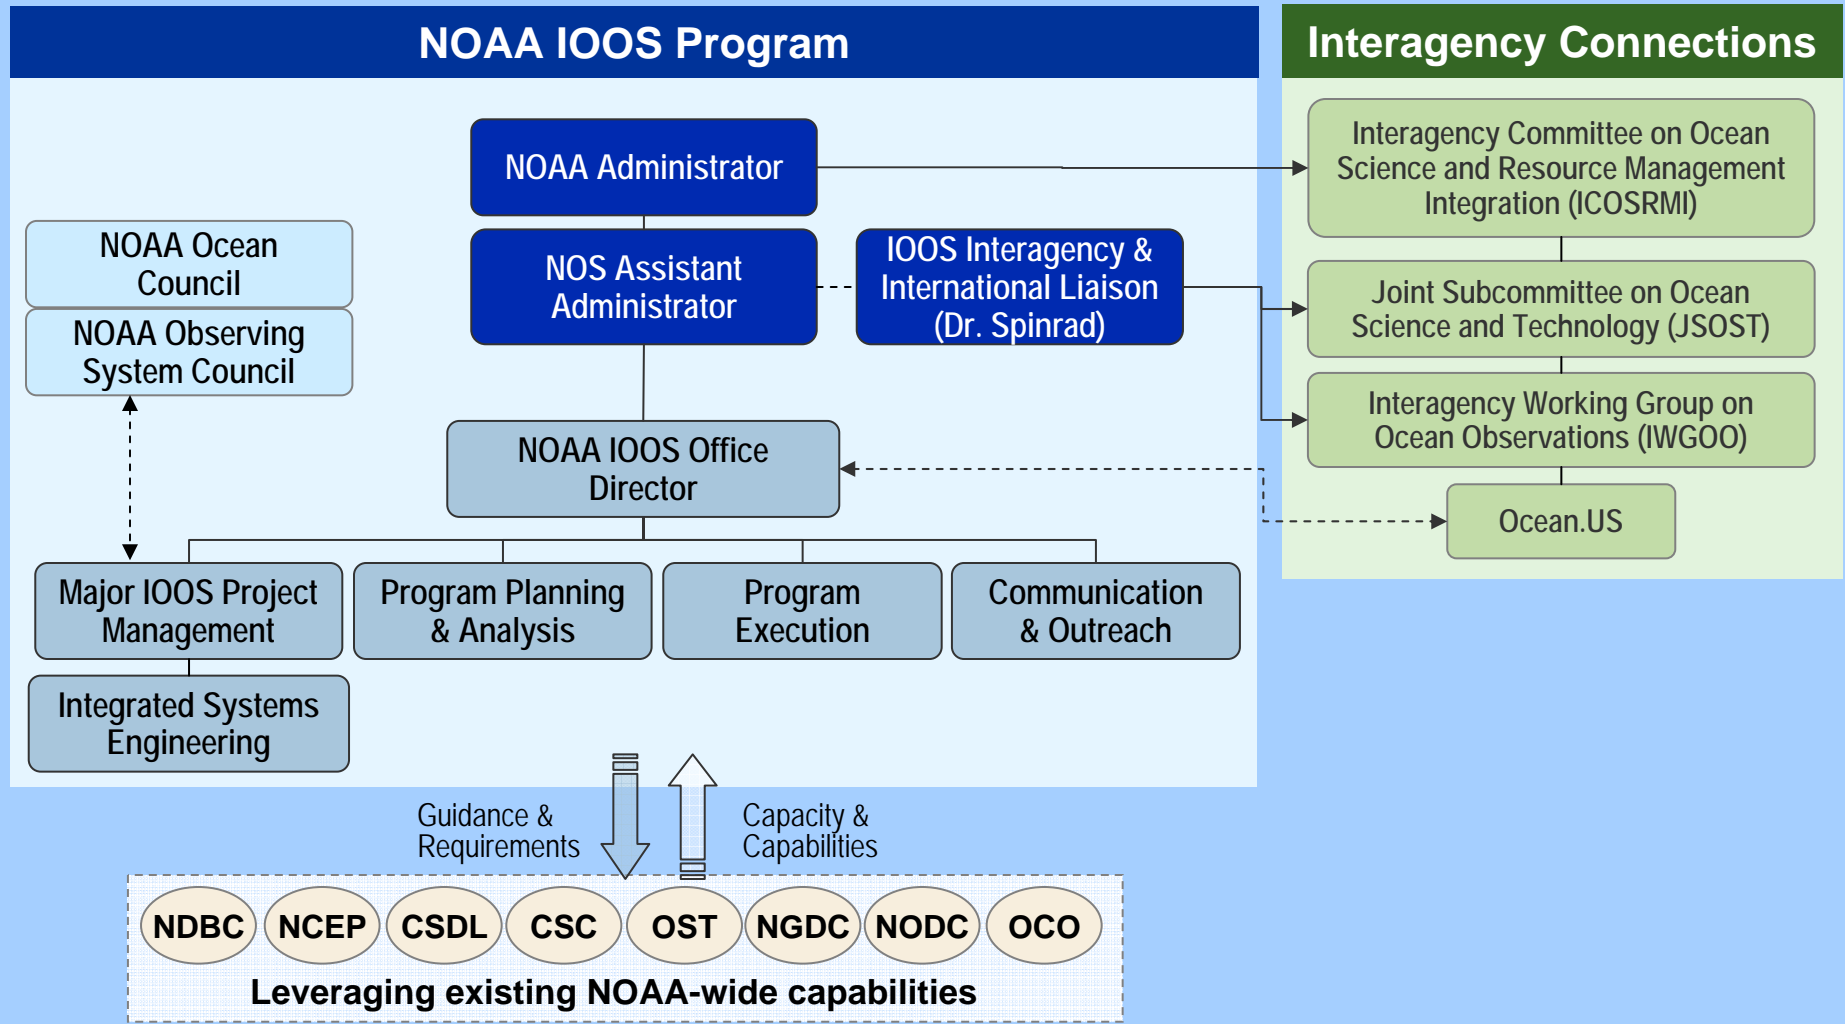 NOAA IOOS Program
Interagency Connections
NOAA Administrator
Interagency Committee on Ocean
Science and Resource Management
Integration (ICOSRMI)
NOAA Ocean
Council
NOAA Observing
System Council
NOS Assistant
Administrator
IOOS Interagency &
International Liaison
(Dr. Spinrad)
Joint Subcommittee on Ocean
Science and Technology (JSOST)
Interagency Working Group on
Ocean Observations (IWGOO)
NOAA IOOS Office
Director
Ocean.US
Major IOOS Project
Management
Program Planning
& Analysis
Program
Execution
Communication
& Outreach
Integrated Systems
Engineering
Guidance &
Requirements
Capacity &
Capabilities
NDBC NCEP CSDL CSC OST NGDC NODC OCO
Leveraging existing NOAA-wide capabilities